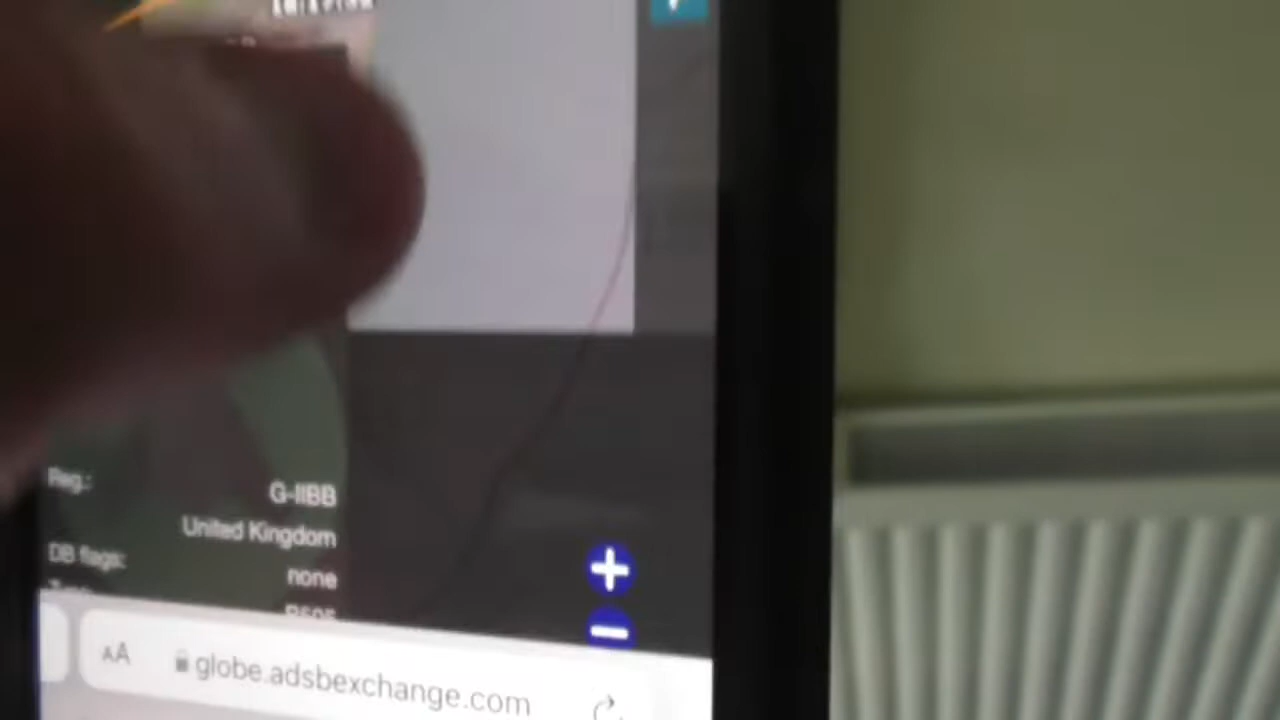 Reg.:
G-IIBB
United Kingdom
DB flags:
none
AA
globe.adsbexchange.com